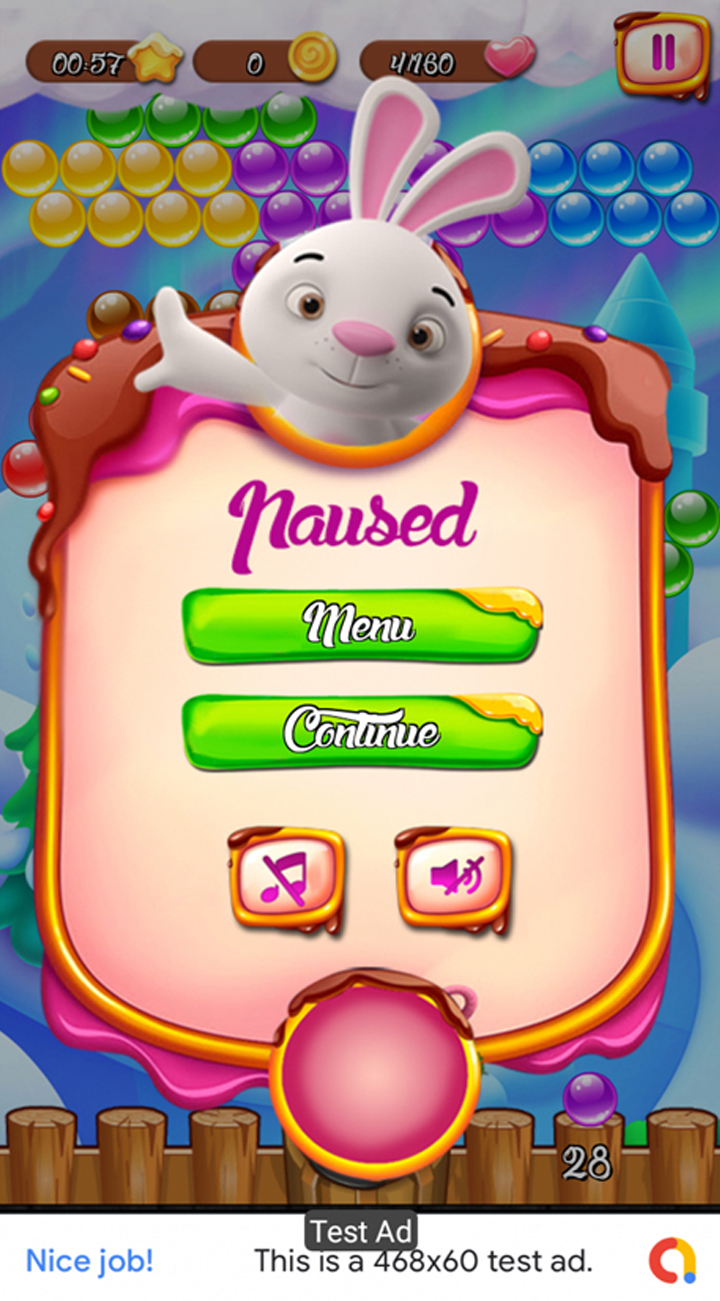 00:57
0
4/160
Paused
Menu
Continue
28
Test Ad
Nice job!
This is a 468x60 test ad.